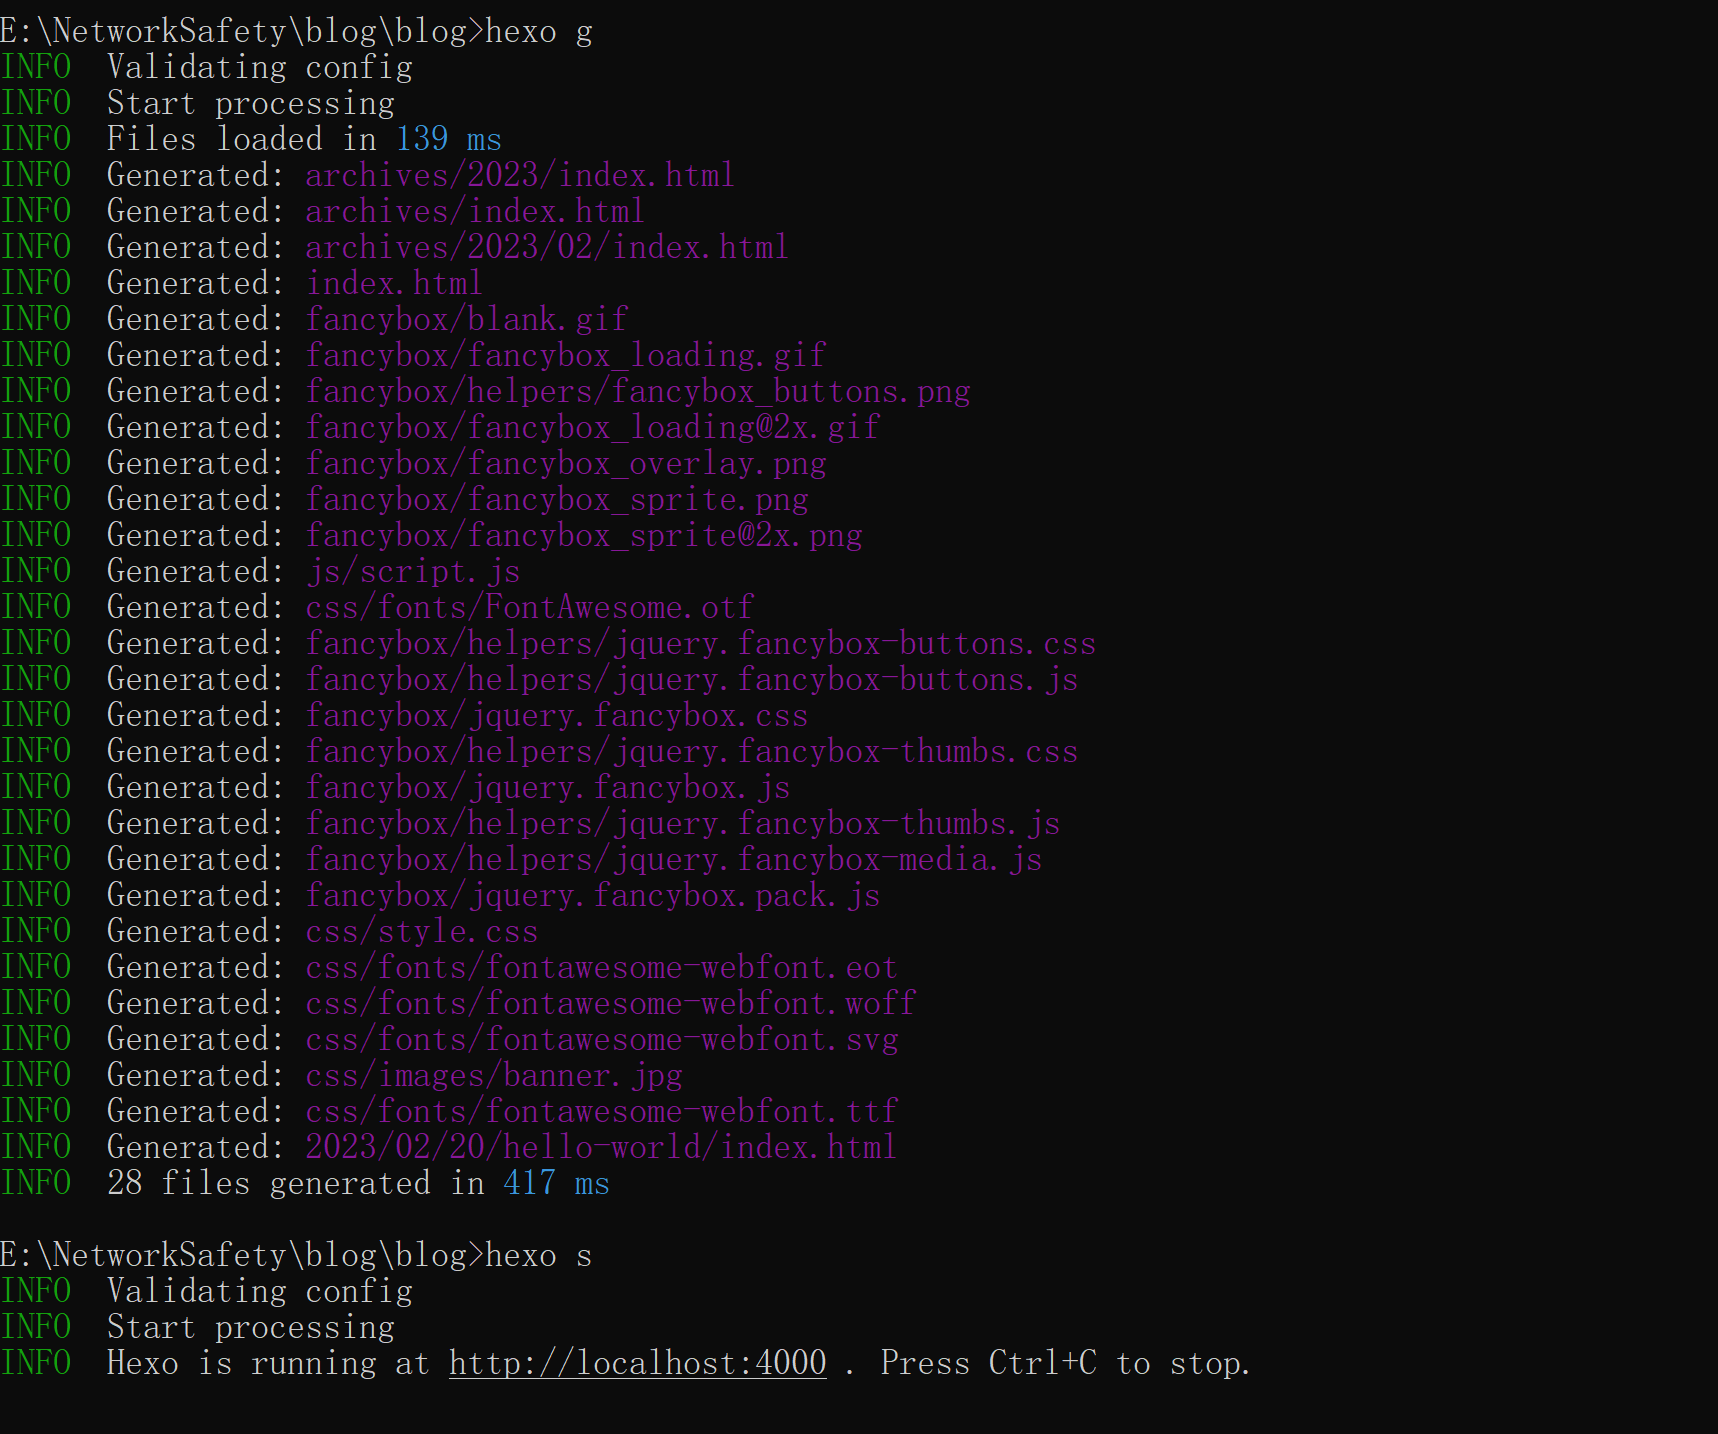 E:\NetworkSafety\blog\blog>hexo g
INFO  Validating config
INFO  Start processing
INFO  Files loaded in 139 ms
INFO  Generated: archives/2023/index.html
INFO  Generated: archives/index.html
INFO  Generated: archives/2023/02/index.html
INFO  Generated: index.html
INFO  Generated: fancybox/blank.gif
INFO  Generated: fancybox/fancybox_loading.gif
INFO  Generated: fancybox/helpers/fancybox_buttons.png
INFO  Generated: fancybox/fancybox_loading@2x.gif
INFO  Generated: fancybox/fancybox_overlay.png
INFO  Generated: fancybox/fancybox_sprite.png
INFO  Generated: fancybox/fancybox_sprite@2x.png
INFO  Generated: js/script.js
INFO  Generated: css/fonts/FontAwesome.otf
INFO  Generated: fancybox/helpers/jquery.fancybox-buttons.css
INFO  Generated: fancybox/helpers/jquery.fancybox-buttons.js
INFO  Generated: fancybox/jquery.fancybox.css
INFO  Generated: fancybox/helpers/jquery.fancybox-thumbs.css
INFO  Generated: fancybox/jquery.fancybox.js
INFO  Generated: fancybox/helpers/jquery.fancybox-thumbs.js
INFO  Generated: fancybox/helpers/jquery.fancybox-media.js
INFO  Generated: fancybox/jquery.fancybox.pack.js
INFO  Generated: css/style.css
INFO  Generated: css/fonts/fontawesome-webfont.eot
INFO  Generated: css/fonts/fontawesome-webfont.woff
INFO  Generated: css/fonts/fontawesome-webfont.svg
INFO  Generated: css/images/banner.jpg
INFO  Generated: css/fonts/fontawesome-webfont.ttf
INFO  Generated: 2023/02/20/hello-world/index.html
INFO  28 files generated in 417 ms
E:\NetworkSafety\blog\blog>hexo s
INFO  Validating config
INFO  Start processing
INFO  Hexo is running at http://localhost:4000 . Press Ctrl+C to stop.